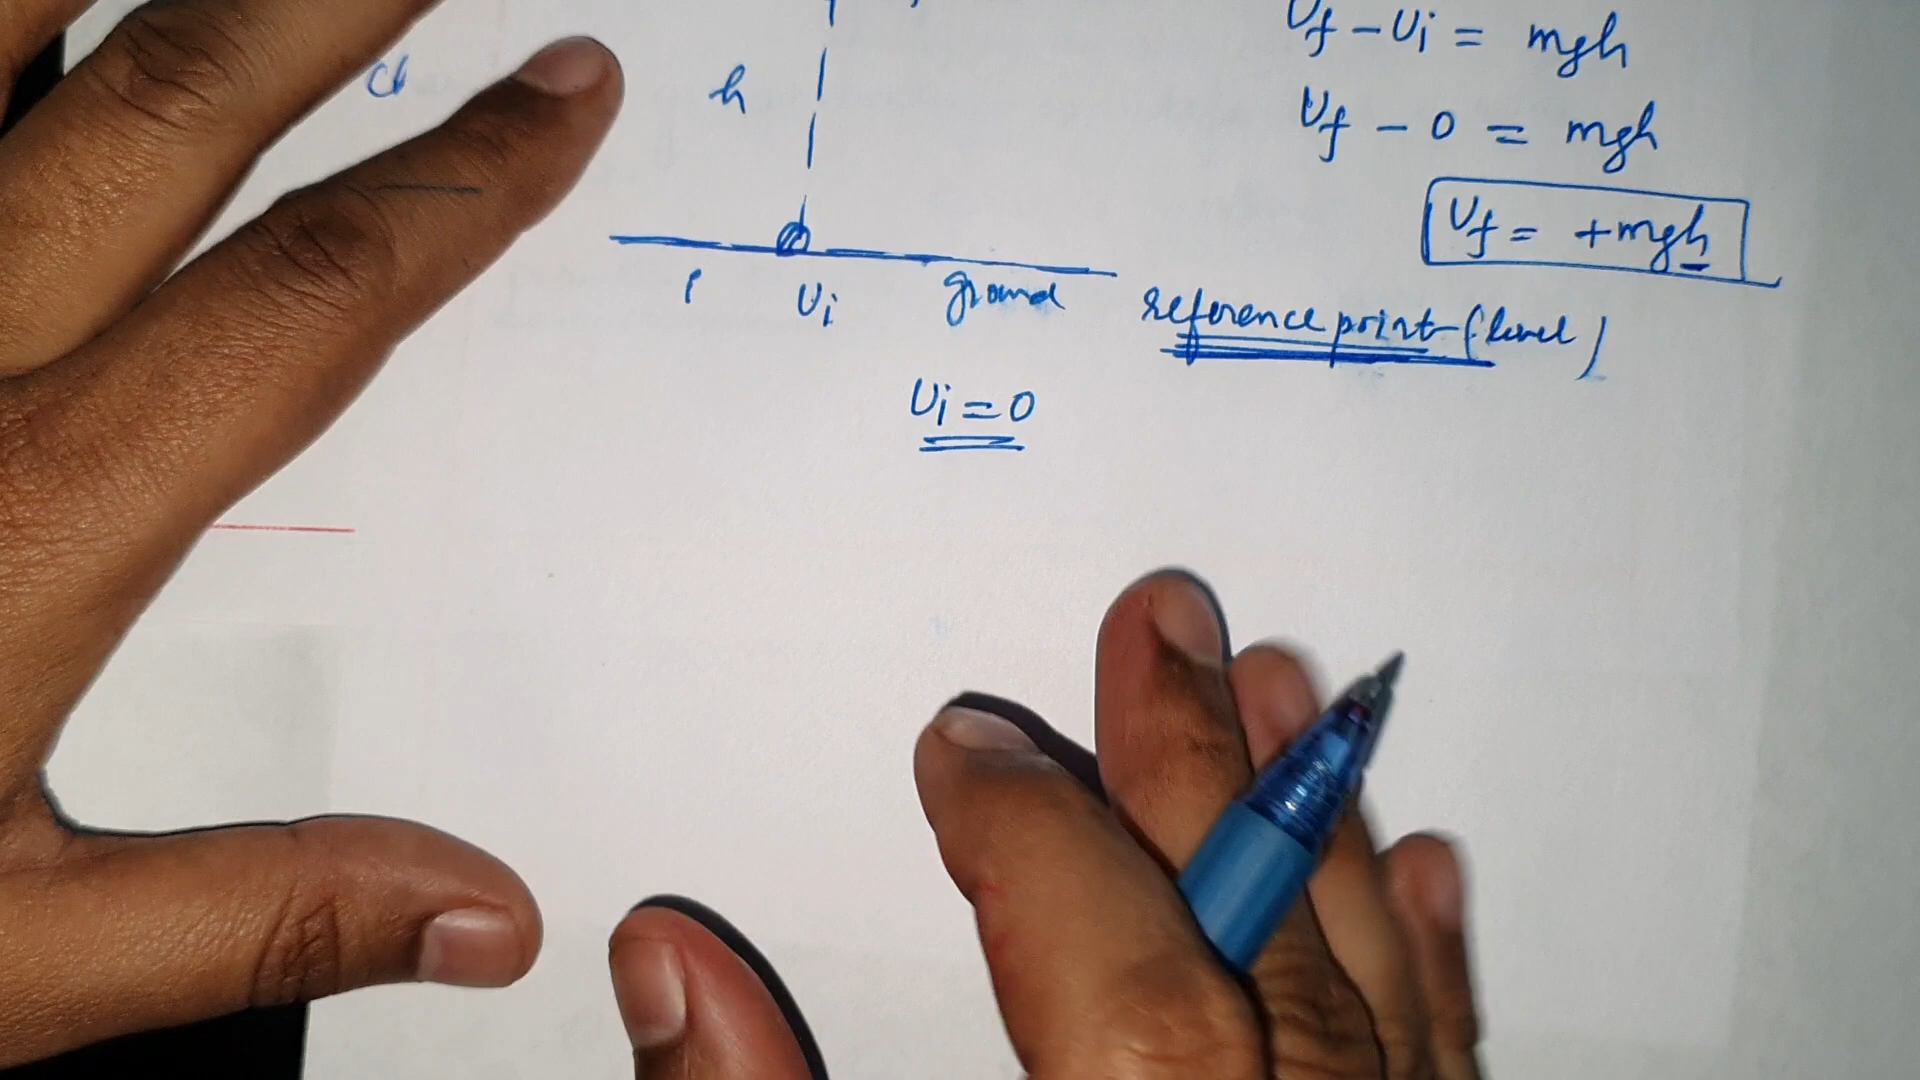 Uf - Ui = mgh
h
Uf - 0 = mgh
Uf = +mgh
i Ui ground reference point (level)
Ui = 0